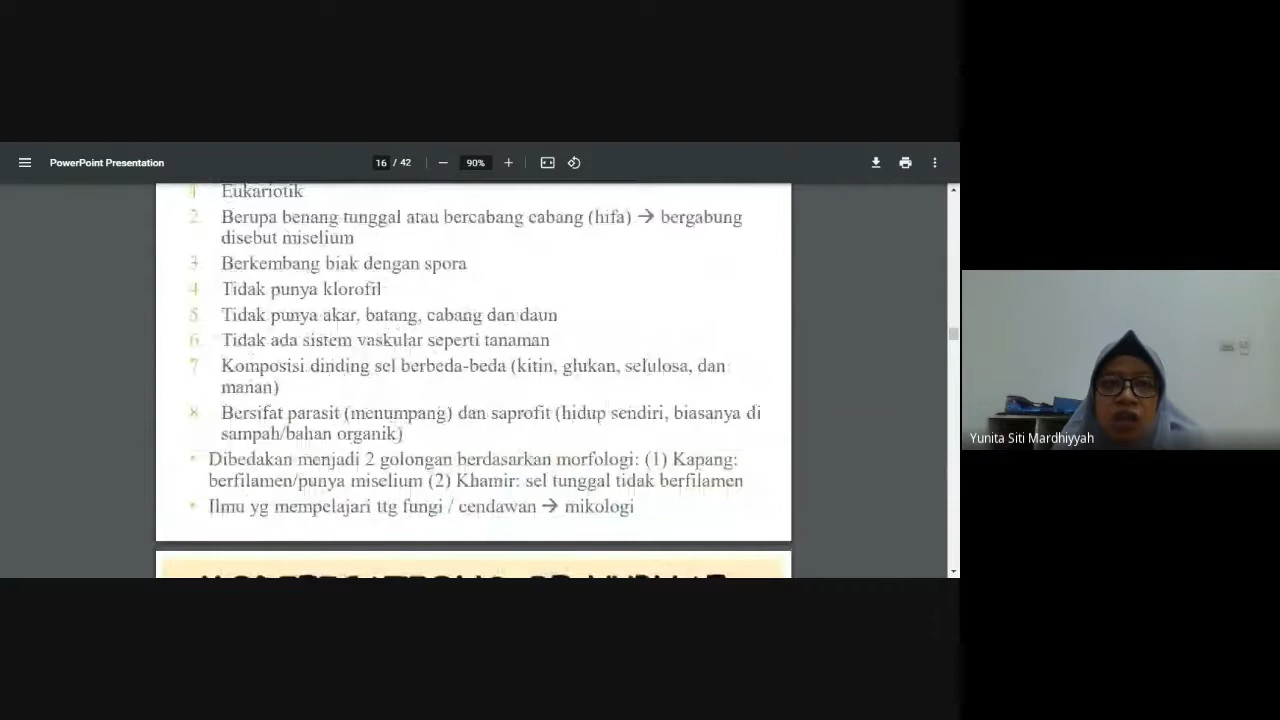 PowerPoint Presentation
16 / 42
90%
1 Eukariotik
2. Berupa benang tunggal atau bercabang cabang (hifa) → bergabung
disebut miselium
3 Berkembang biak dengan spora
4 Tidak punya klorofil
5 Tidak punya akar, batang, cabang dan daun
6. Tidak ada sistem vaskular seperti tanaman
7 Komposisi dinding sel berbeda-beda (kitin, glukan, selulosa, dan
manan)
8 Bersifat parasit (menumpang) dan saprofit (hidup sendiri, biasanya di
sampah/bahan organik)
• Dibedakan menjadi 2 golongan berdasarkan morfologi: (1) Kapang:
berfilamen/punya miselium (2) Khamir: sel tunggal tidak berfilamen
• Ilmu yg mempelajari ttg fungi / cendawan → mikologi
Yunita Siti Mardhiyyah